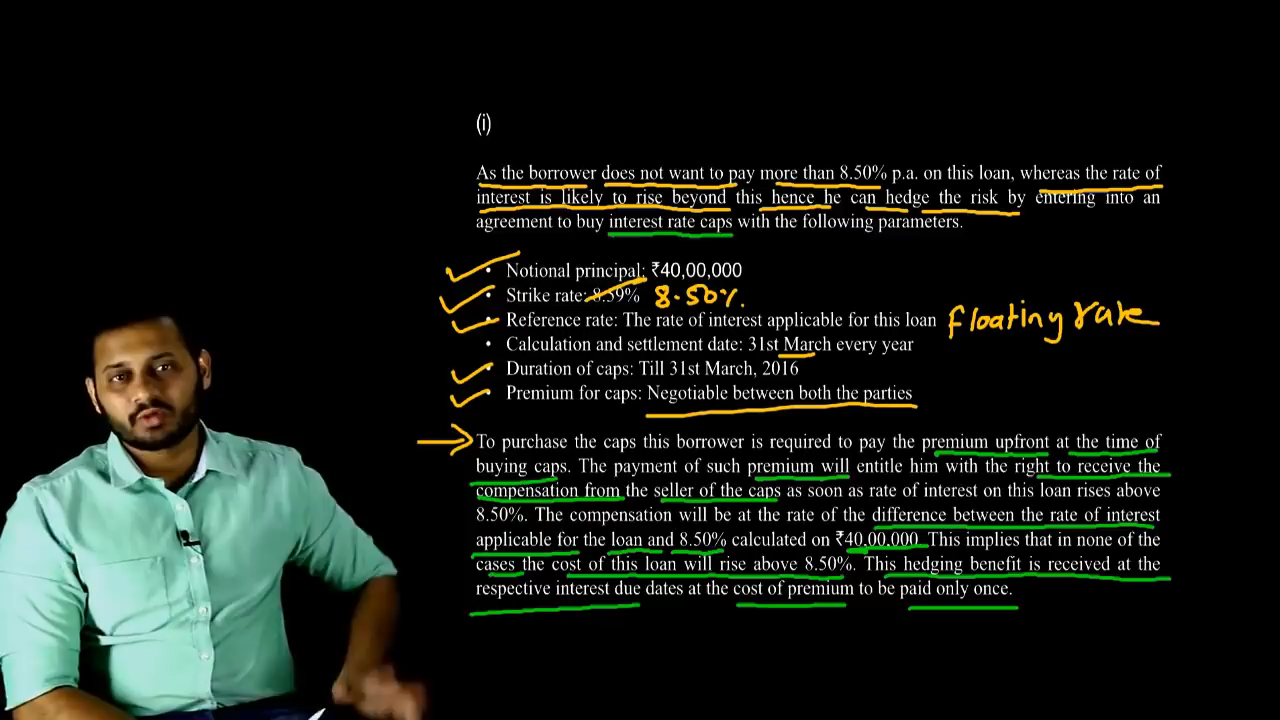 (i)
As the borrower does not want to pay more than 8.50% p.a. on this loan, whereas the rate of
interest is likely to rise beyond this hence he can hedge the risk by entering into an
agreement to buy interest rate caps with the following parameters.
• Notional principal: ₹40,00,000
• Strike rate: 8.59% 8.50%.
• Reference rate: The rate of interest applicable for this loan floating rate
• Calculation and settlement date: 31st March every year
• Duration of caps: Till 31st March, 2016
• Premium for caps: Negotiable between both the parties
To purchase the caps this borrower is required to pay the premium upfront at the time of
buying caps. The payment of such premium will entitle him with the right to receive the
compensation from the seller of the caps as soon as rate of interest on this loan rises above
8.50%. The compensation will be at the rate of the difference between the rate of interest
applicable for the loan and 8.50% calculated on ₹40,00,000 This implies that in none of the
cases the cost of this loan will rise above 8.50%. This hedging benefit is received at the
respective interest due dates at the cost of premium to be paid only once.